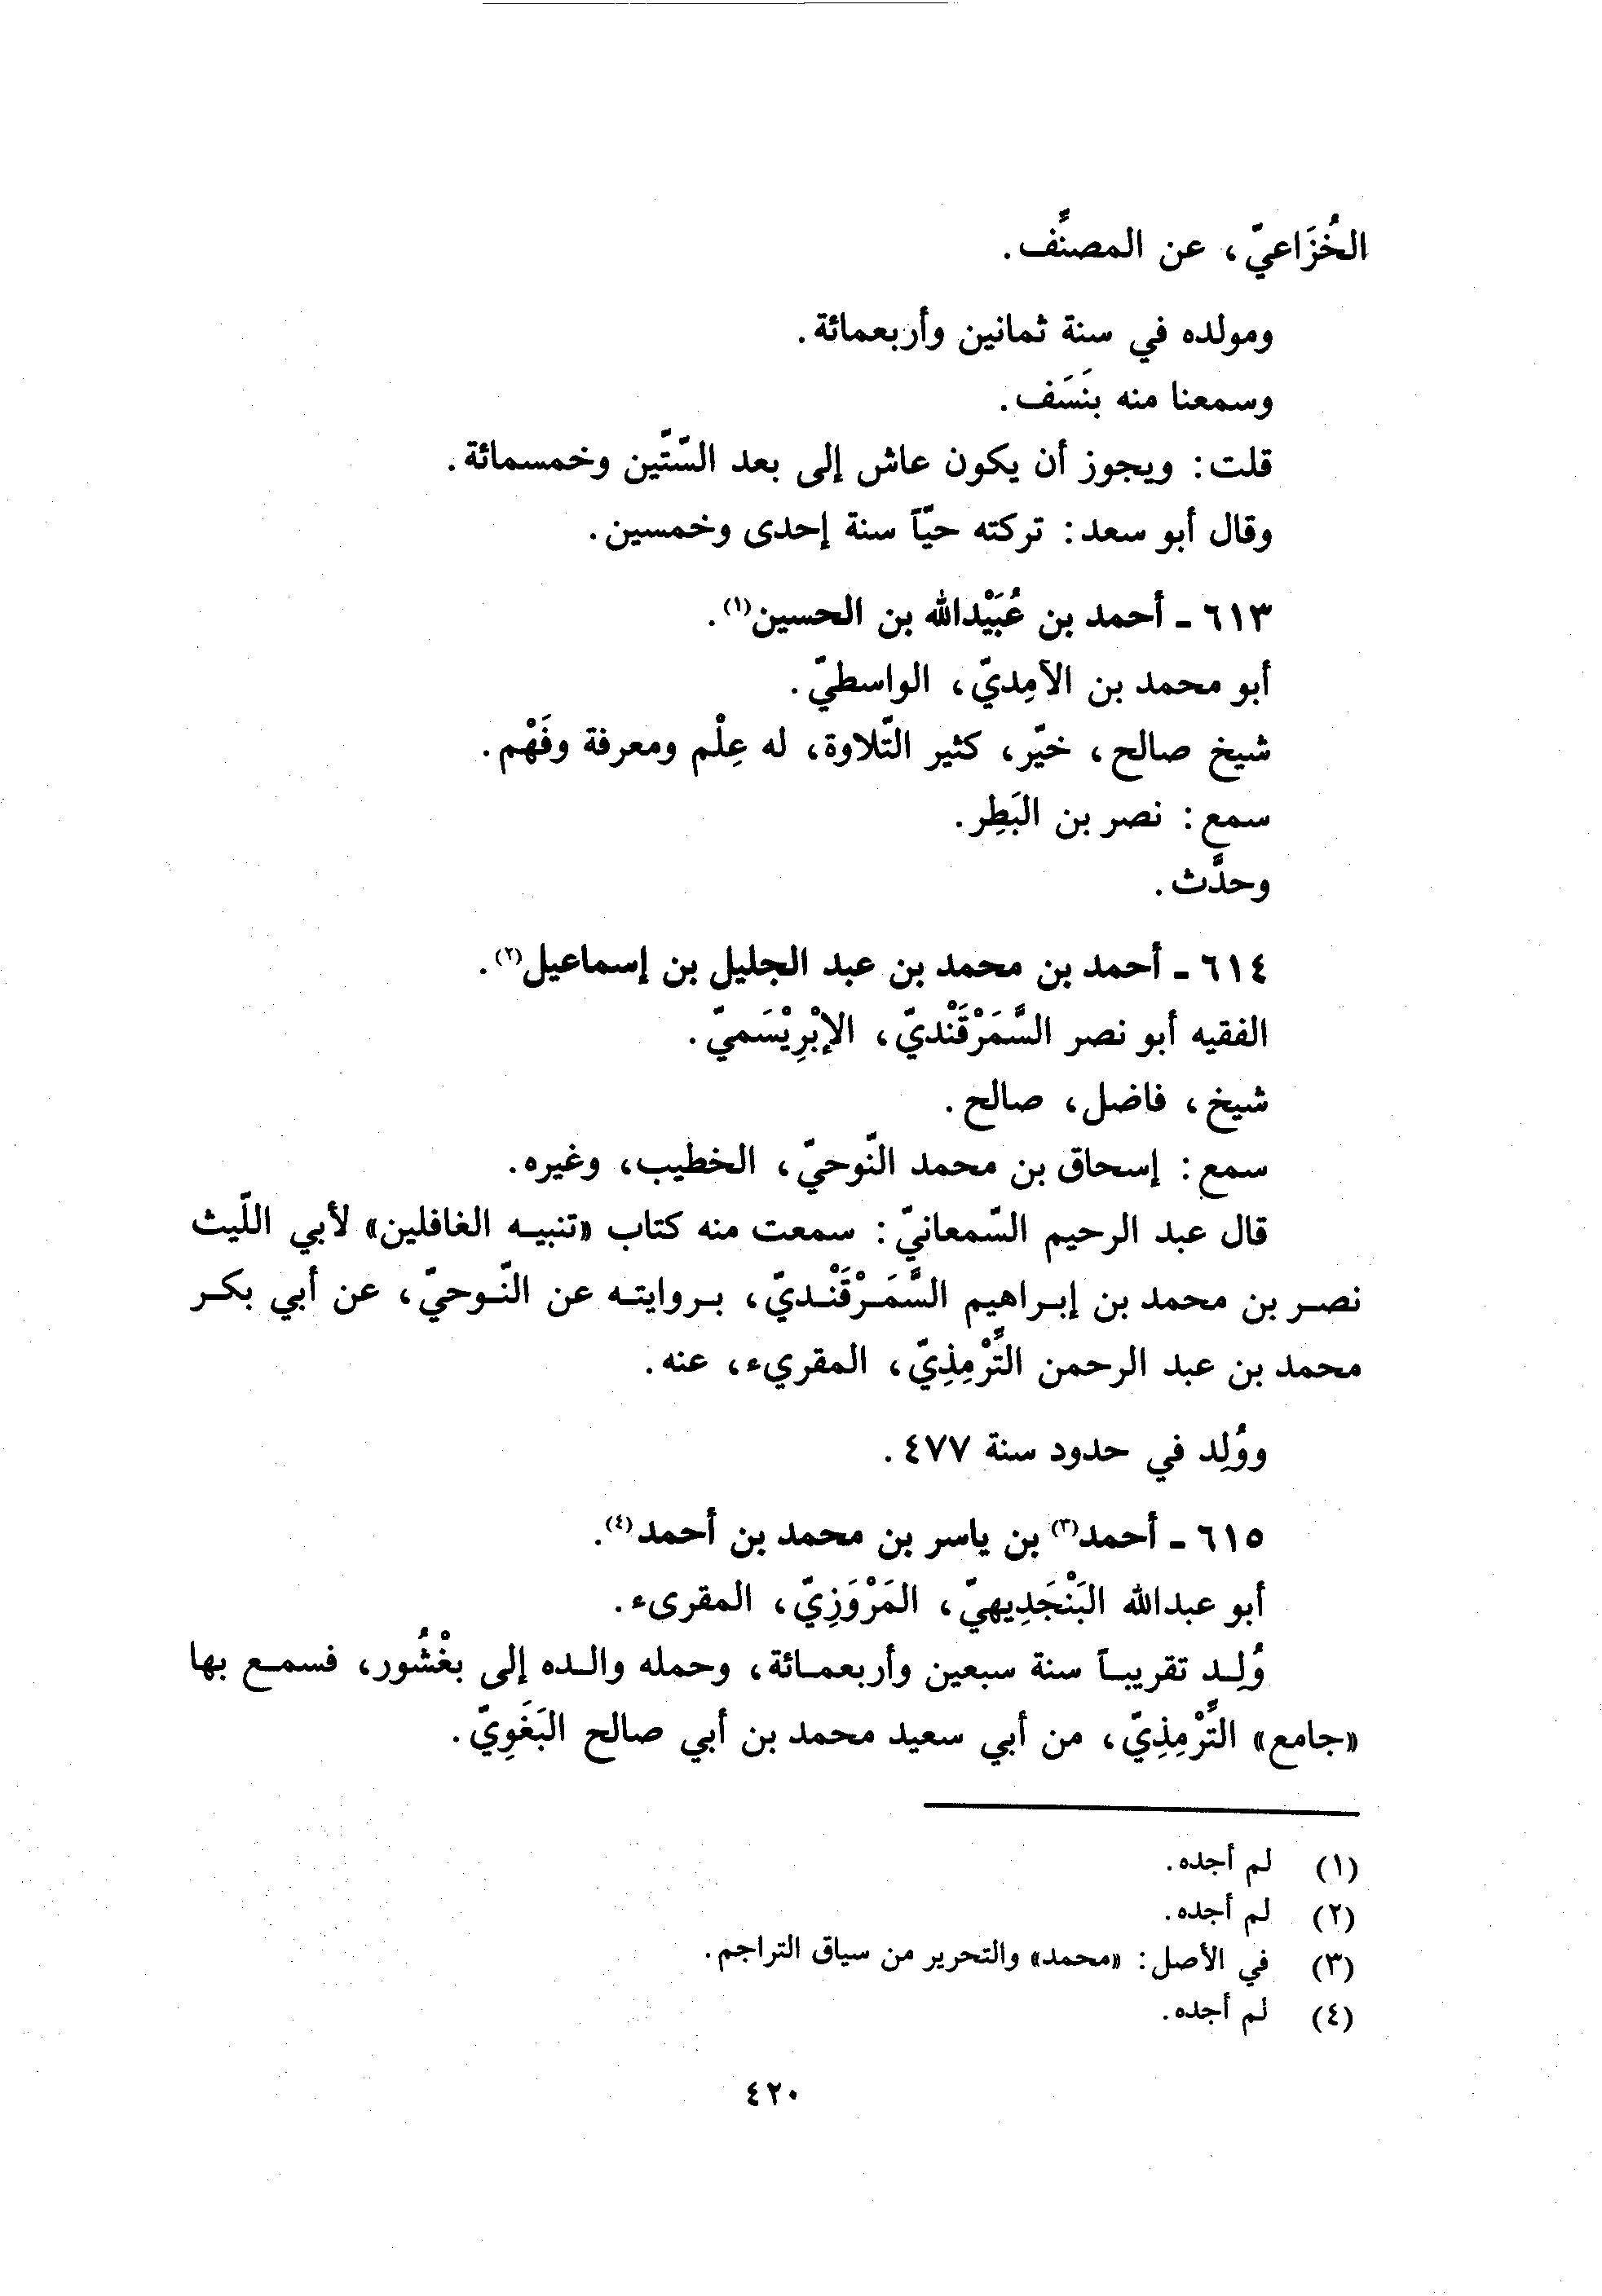 الخُزَاعيّ، عن المصنَّف.
ومولده في سنة ثمانين وأربعمائة.
وسمعنا منه بنَسَف.
قلت: ويجوز أن يكون عاش إلى بعد السّتّين وخمسمائة.
وقال أبو سعد: تركته حيّاً سنة إحدى وخمسين.
٦١٣ - أحمد بن عُبَيْدالله بن الحسين(١).
أبو محمد بن الآمِديّ، الواسطيّ.
شيخ صالح، خيّر، كثير التّلاوة، له عِلْم ومعرفة وفَهْم.
سمع: نصر بن البَطِر.
وحدَّث.
٦١٤ - أحمد بن محمد بن عبد الجليل بن إسماعيل(٢).
الفقيه أبو نصر السَّمَرْقَنْديّ، الإبْرِيْسَميّ.
شيخ، فاضل، صالح.
سمع: إسحاق بن محمد النّوحيّ، الخطيب، وغيره.
قال عبد الرحيم السّمعانيّ: سمعت منه كتاب «تنبيه الغافلين» لأبي اللّيث
نصر بن محمد بن إبراهيم السَّمَرْقَنْديّ، بروايته عن النّوحيّ، عن أبي بكر
محمد بن عبد الرحمن التِّرْمِذِيّ، المقريء، عنه.
ووُلِد في حدود سنة ٤٧٧.
٦١٥ - أحمد(٣) بن ياسر بن محمد بن أحمد(٤).
أبو عبدالله البَنْجَدِيهيّ، المَرْوَزِيّ، المقرىء.
وُلِد تقريباً سنة سبعين وأربعمائة، وحمله والده إلى بغْشُور، فسمع بها
«جامع» التِّرْمِذِيّ، من أبي سعيد محمد بن أبي صالح البَغَوِيّ.
(١) لم أجده.
(٢) لم أجده.
(٣) في الأصل: «محمد» والتحرير من سياق التراجم.
(٤) لم أجده.
٤٢٠